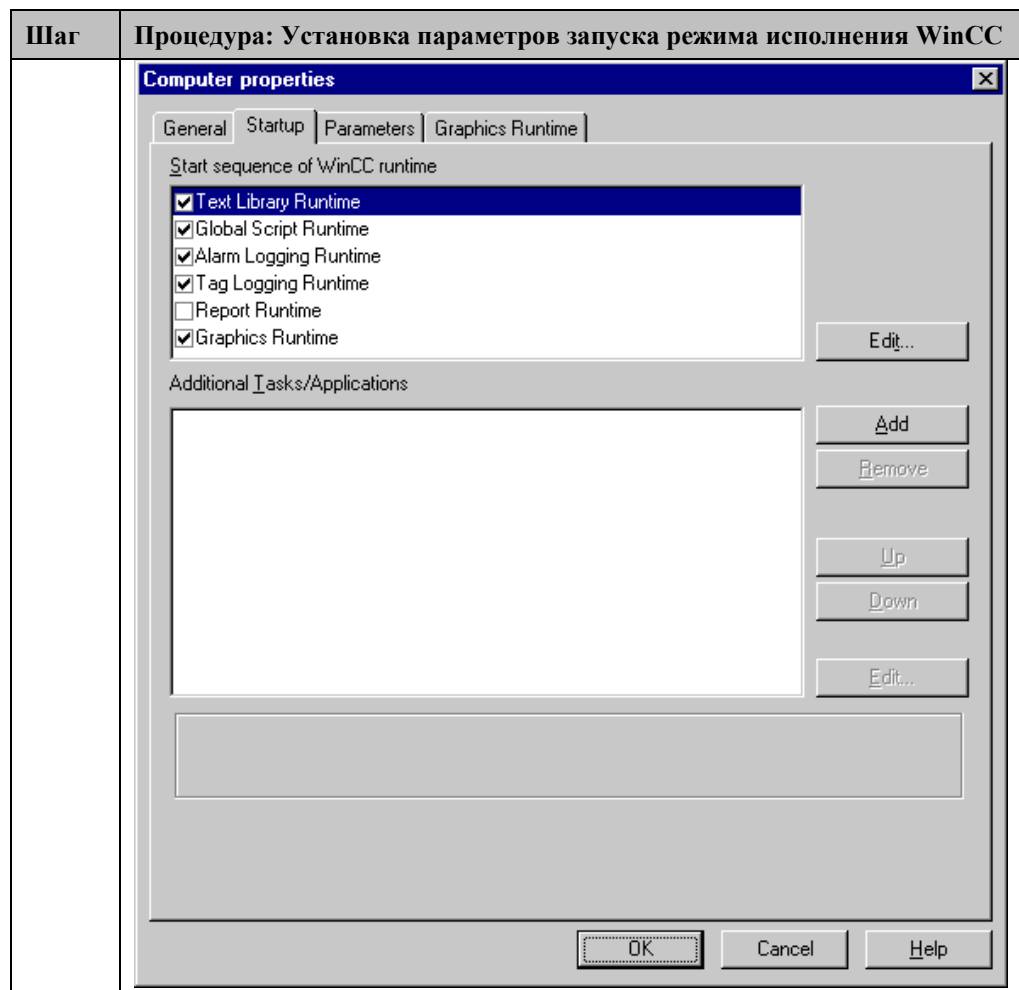 Шаг Процедура: Установка параметров запуска режима исполнения WinCC
Computer properties
General Startup Parameters Graphics Runtime
Start sequence of WinCC runtime
Text Library Runtime
Global Script Runtime
Alarm Logging Runtime
Tag Logging Runtime
Report Runtime
Graphics Runtime
Edit...
Additional Tasks/Applications
Add
Remove
Up
Down
Edit...
OK Cancel Help